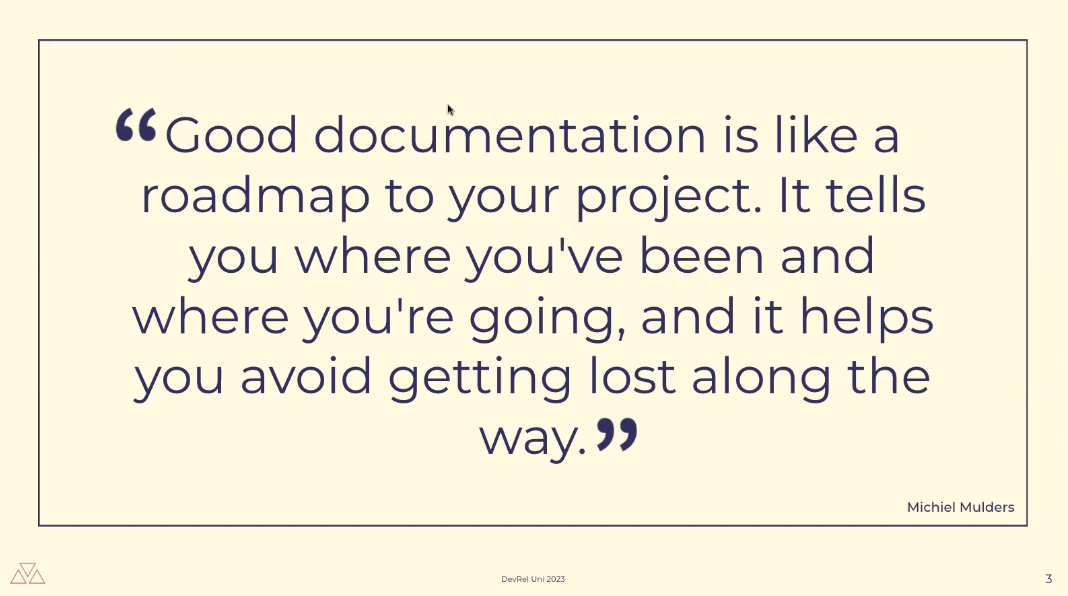 “Good documentation is like a
roadmap to your project. It tells
you where you've been and
where you're going, and it helps
you avoid getting lost along the
way.”
Michiel Mulders
DevRel Uni 2023
3